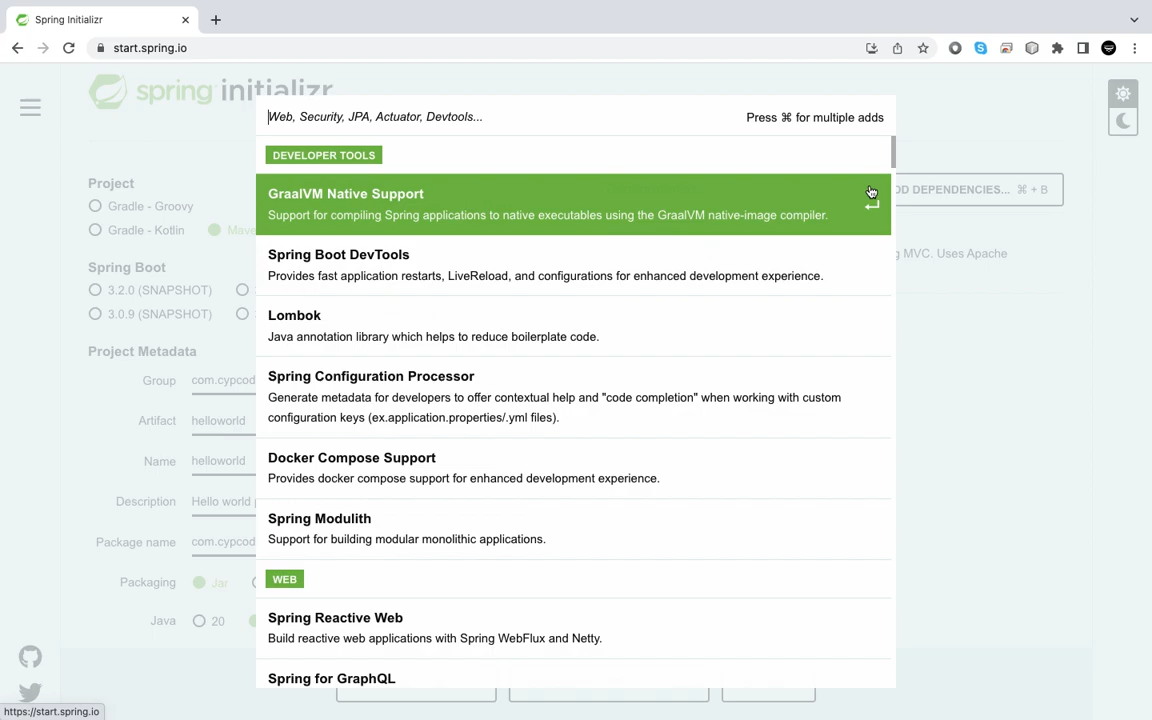 Spring Initializr
start.spring.io
spring initializr
Web, Security, JPA, Actuator, Devtools...
Press ⌘ for multiple adds
DEVELOPER TOOLS
GraalVM Native Support
Support for compiling Spring applications to native executables using the GraalVM native-image compiler.
Spring Boot DevTools
Provides fast application restarts, LiveReload, and configurations for enhanced development experience.
Lombok
Java annotation library which helps to reduce boilerplate code.
Spring Configuration Processor
Generate metadata for developers to offer contextual help and "code completion" when working with custom
configuration keys (ex.application.properties/.yml files).
Docker Compose Support
Provides docker compose support for enhanced development experience.
Spring Modulith
Support for building modular monolithic applications.
WEB
Spring Reactive Web
Build reactive web applications with Spring WebFlux and Netty.
Spring for GraphQL
Project
Gradle - Groovy
Gradle - Kotlin
Spring Boot
3.2.0 (SNAPSHOT)
3.0.9 (SNAPSHOT)
Project Metadata
Group
Artifact helloworld
Name helloworld
Description Hello world
Package name
Packaging Jar
Java 20
DEPENDENCIES... ⌘ + B
MVC. Uses Apache
https://start.spring.io